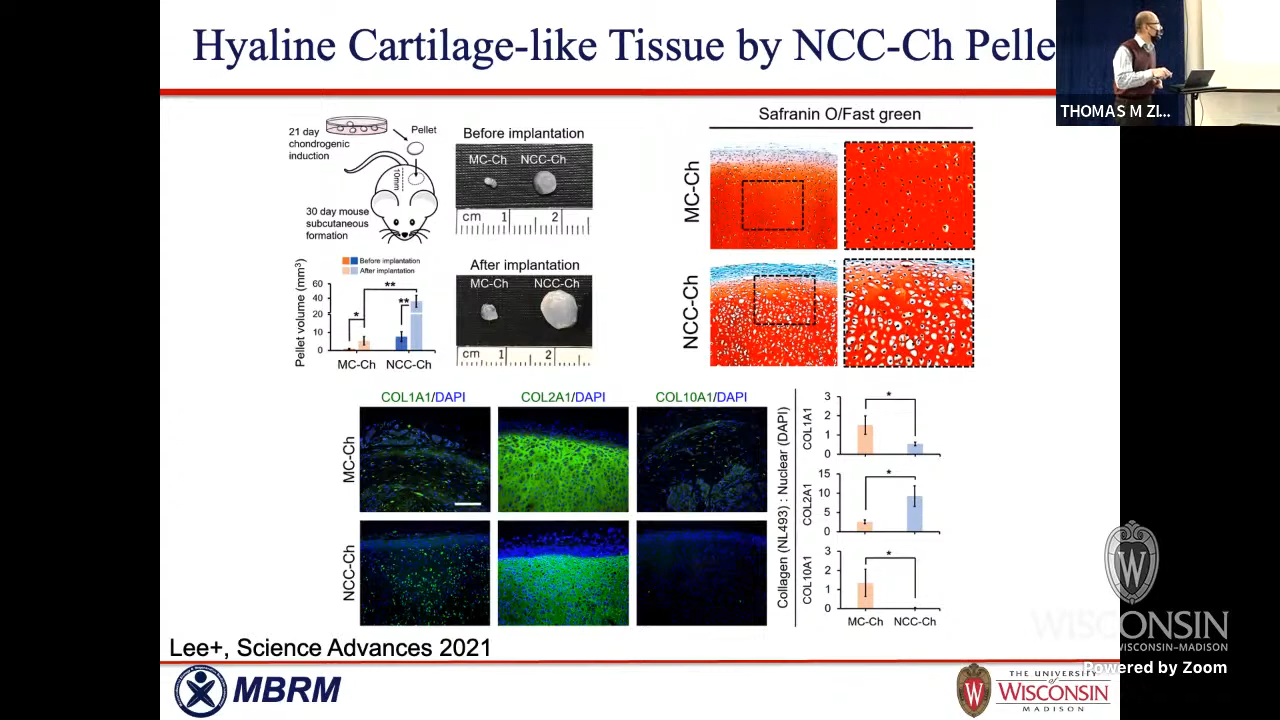 Hyaline Cartilage-like Tissue by NCC-Ch Pelle
THOMAS M ZI...
21 day
chondrogenic
induction
Pellet
10mm
30 day mouse
subcutaneous
formation
Before implantation
MC-Ch NCC-Ch
cm 1 2
Pellet volume (mm³)
Before implantation
After implantation
60
40
20
10
0
*
**
**
MC-Ch NCC-Ch
After implantation
MC-Ch NCC-Ch
cm 1 2
Safranin O/Fast green
MC-Ch
NCC-Ch
COL1A1/DAPI COL2A1/DAPI COL10A1/DAPI
MC-Ch
NCC-Ch
Collagen (NL493) : Nuclear (DAPI)
COL1A1
3
2
1
0
*
COL2A1
15
10
5
0
*
COL10A1
3
2
1
0
*
MC-Ch NCC-Ch
Lee+, Science Advances 2021
MBRM
THE UNIVERSITY
of
WISCONSIN
MADISON
W
WISCONSIN
WISCONSIN–MADISON
Powered by Zoom